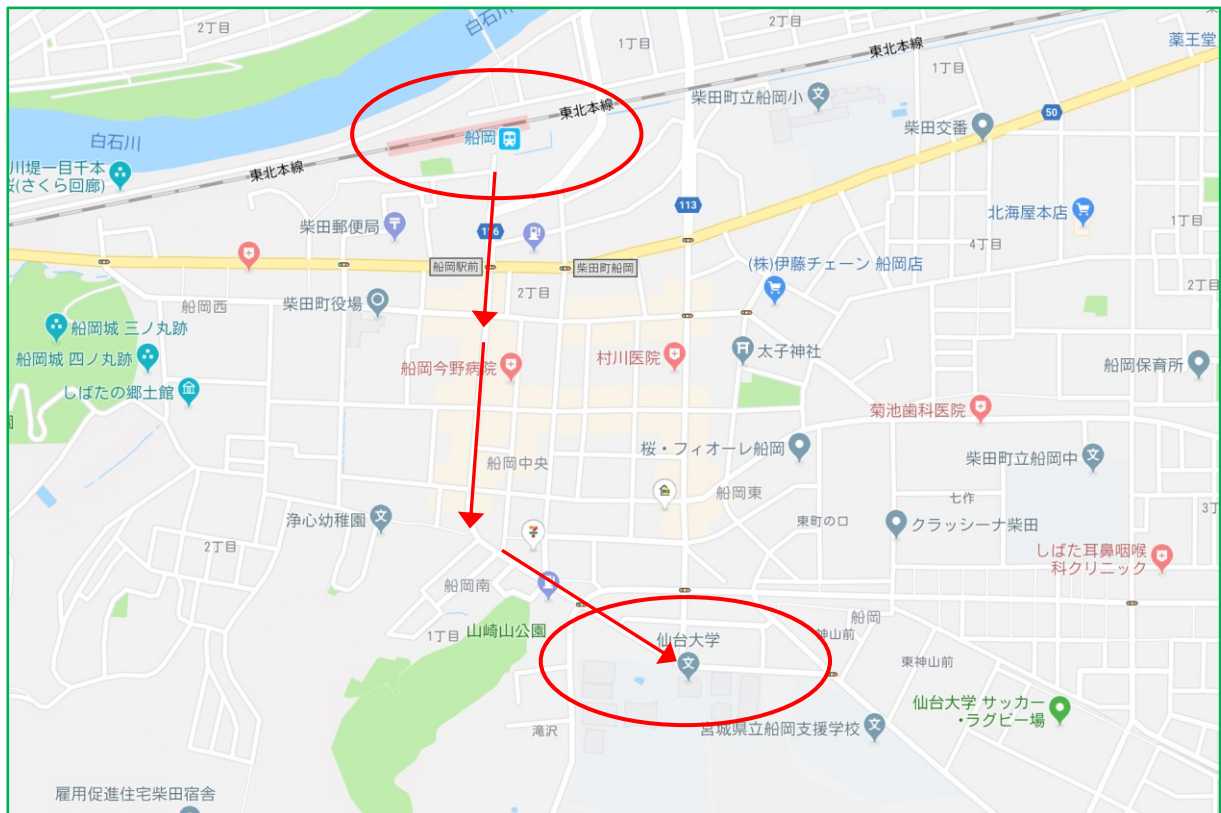 2丁目
白石川
2丁目
1丁目
東北本線
薬王堂
1丁目
柴田町立船岡小
東北本線
50
柴田交番
船岡
白石川
川堤一目千本
桜(さくら回廊)
東北本線
113
北海屋本店
1丁目
柴田郵便局
116
4丁目
船岡駅前
柴田町船岡
(株)伊藤チェーン 船岡店
2丁目
2丁目
船岡西
柴田町役場
船岡城 三ノ丸跡
船岡城 四ノ丸跡
船岡今野病院
村川医院
太子神社
船岡保育所
しばたの郷土館
菊池歯科医院
桜・フィオーレ船岡
船岡中央
柴田町立船岡中
船岡東
七作
浄心幼稚園
東町の口
クラッシーナ柴田
2丁目
しばた耳鼻咽喉
科クリニック
船岡南
船岡
1丁目
山崎山公園
仙台大学
神山前
東神山前
仙台大学 サッカー
・ラグビー場
滝沢
宮城県立船岡支援学校
雇用促進住宅柴田宿舎